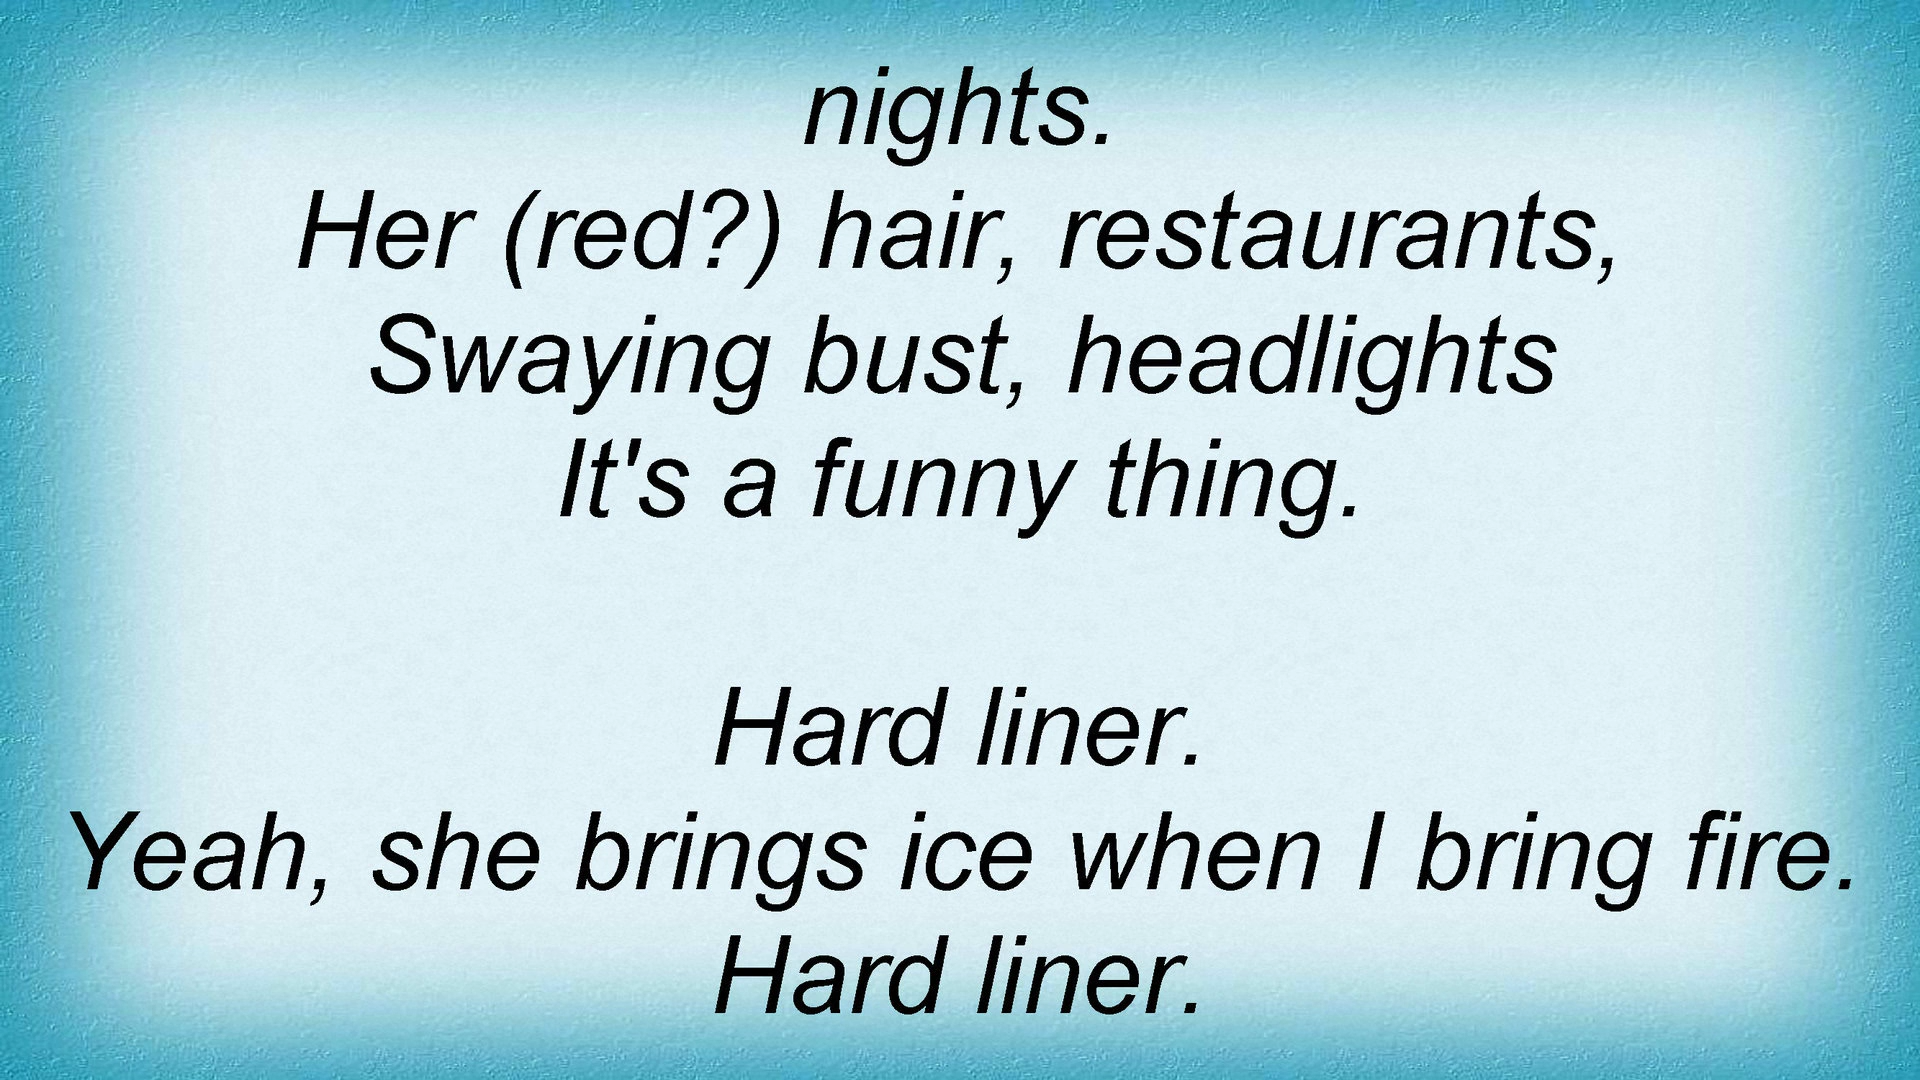 nights.
Her (red?) hair, restaurants,
Swaying bust, headlights
It's a funny thing.
Hard liner.
Yeah, she brings ice when I bring fire.
Hard liner.